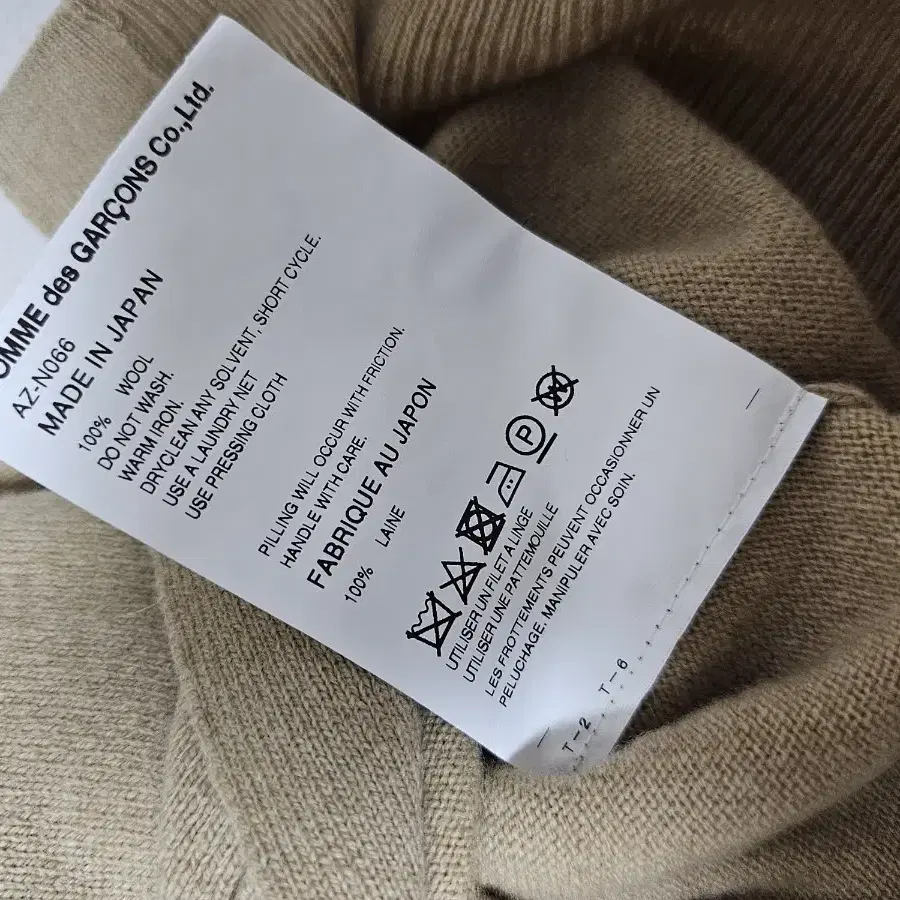 OMME des GARÇONS Co.,Ltd.
AZ-N066
MADE IN JAPAN
100% WOOL
DO NOT WASH.
WARM IRON.
DRYCLEAN ANY SOLVENT, SHORT CYCLE.
USE A LAUNDRY NET
USE PRESSING CLOTH
PILLING WILL OCCUR WITH FRICTION.
HANDLE WITH CARE.
FABRIQUE AU JAPON
100% LAINE
P
W
UTILISER UN FILET A LINGE
UTILISER UNE PATTEMOUILLE
LES FROTTEMENTS PEUVENT OCCASIONNER UN
PELUCHAGE. MANIPULER AVEC SOIN.
T-2 T-6